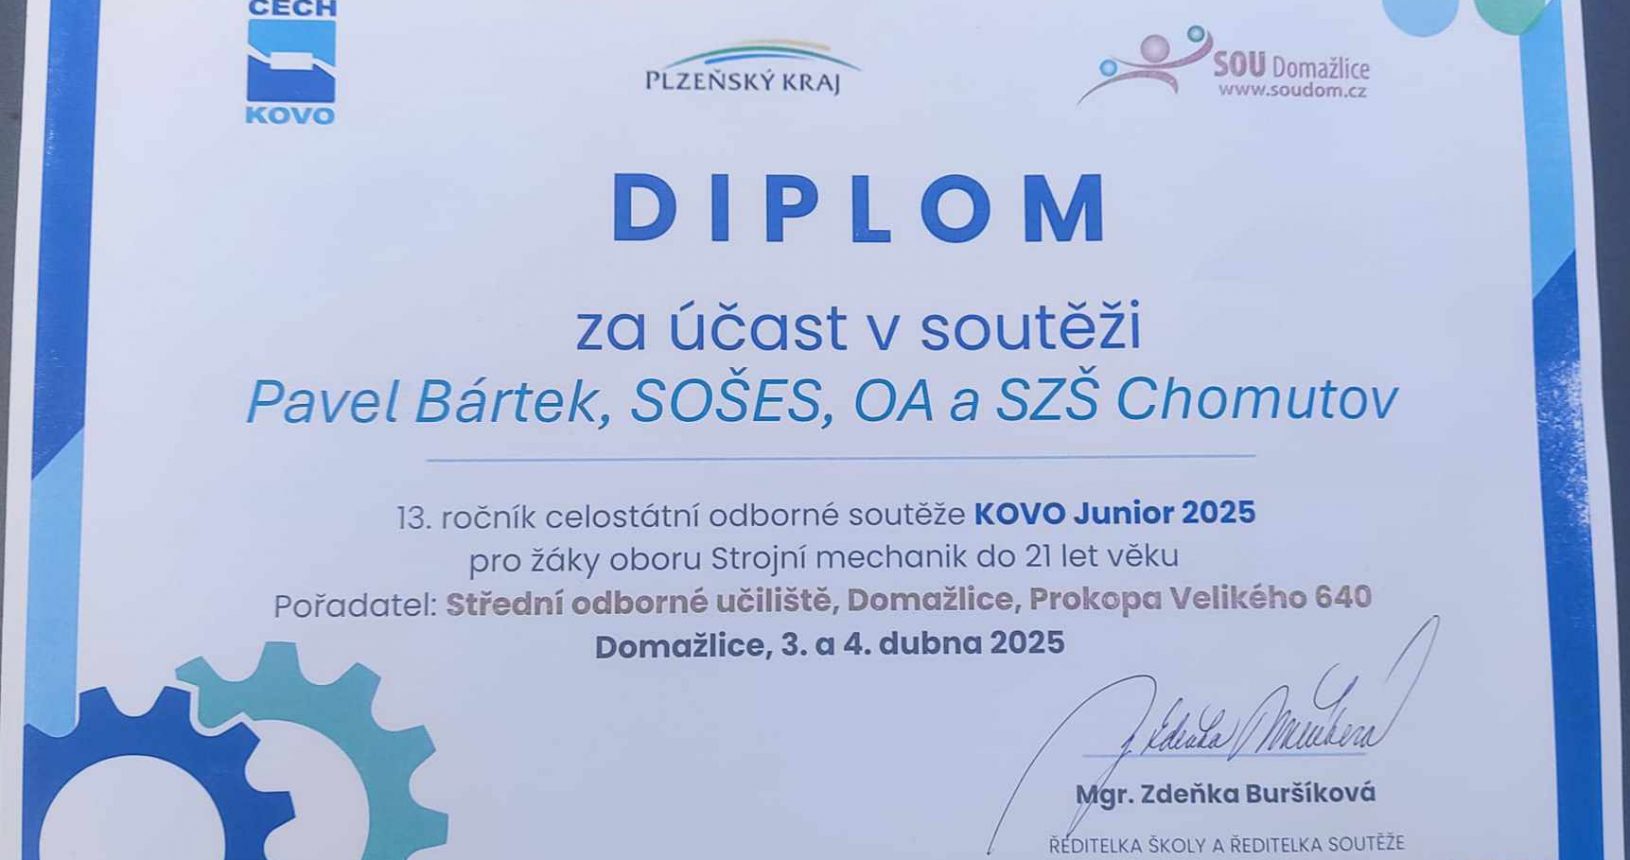 CECH
KOVO
PLZEŇSKÝ KRAJ
SOU Domažlice
www.soudom.cz
DIPLOM
za účast v soutěži
Pavel Bártek, SOŠES, OA a SZŠ Chomutov
13. ročník celostátní odborné soutěže KOVO Junior 2025
pro žáky oboru Strojní mechanik do 21 let věku
Pořadatel: Střední odborné učiliště, Domažlice, Prokopa Velikého 640
Domažlice, 3. a 4. dubna 2025
Mgr. Zdeňka Buršíková
ŘEDITELKA ŠKOLY A ŘEDITELKA SOUTĚŽE